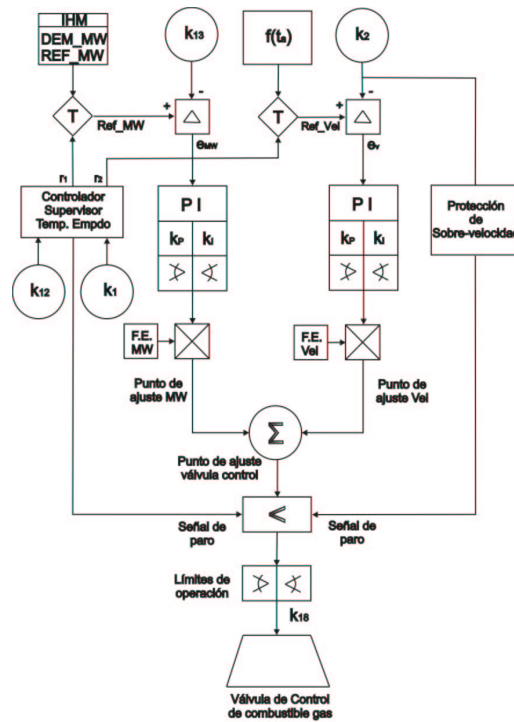 IHM
DEM_MW
REF_MW
k13
f(ta)
k2
T
Ref_MW
+
-
T
Ref_Vel
+
-
eMW
ev
r1
r2
Controlador
Supervisor
Temp. Empdo
k12
k1
P I
kP
kI
P I
kP
kI
Protección
de
Sobre-velocidad
F.E.
MW
F.E.
Vel
Punto de
ajuste MW
Punto de
ajuste Vel
Σ
Punto de ajuste
válvula control
<
Señal de
paro
Señal de
paro
Límites de
operación
k18
Válvula de Control
de combustible gas